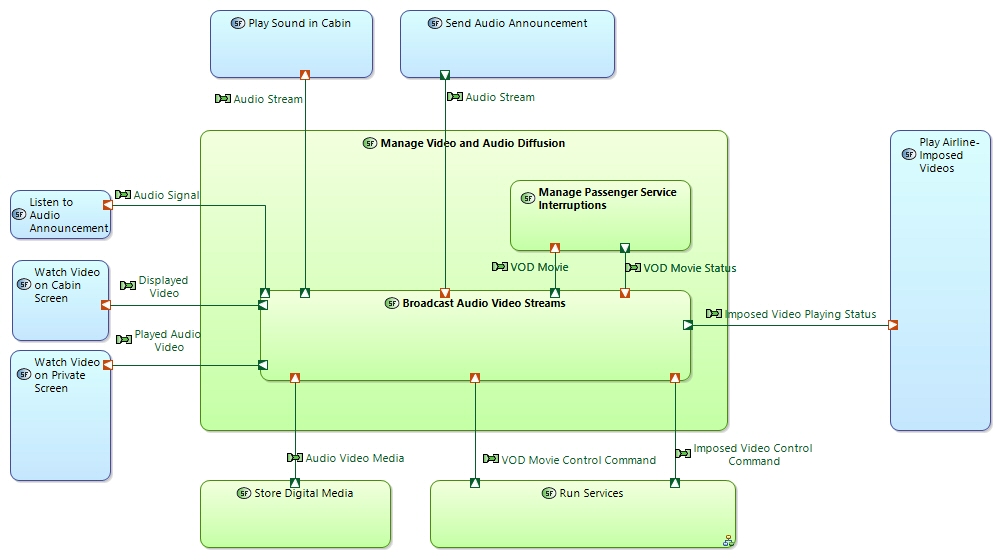 SF Play Sound in Cabin
SF Send Audio Announcement
Audio Stream
Audio Stream
SF Manage Video and Audio Diffusion
SF Play Airline-
Imposed
Videos
SF Manage Passenger Service
Interruptions
Audio Signal
SF Listen to
Audio
Announcement
VOD Movie
VOD Movie Status
SF Watch Video
on Cabin
Screen
Displayed
Video
SF Broadcast Audio Video Streams
Imposed Video Playing Status
Played Audio
Video
SF Watch Video
on Private
Screen
Audio Video Media
VOD Movie Control Command
Imposed Video Control
Command
SF Store Digital Media
SF Run Services